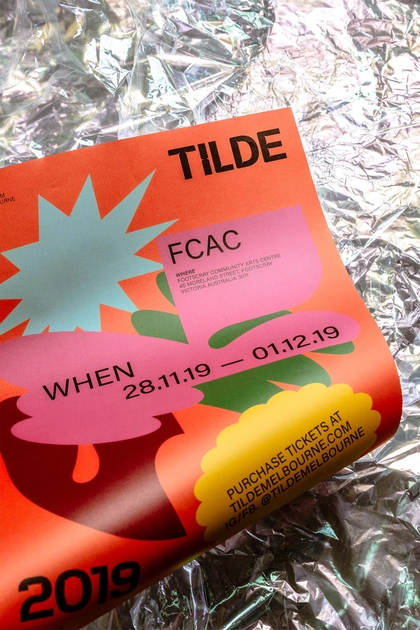 TILDE
FCAC
WHERE
FOOTSCRAY COMMUNITY ARTS CENTRE
45 MORELAND STREET, FOOTSCRAY
VICTORIA AUSTRALIA 3011
WHEN
28.11.19 — 01.12.19
PURCHASE TICKETS AT
TILDEMELBOURNE.COM
IG/FB @TILDEMELBOURNE
2019